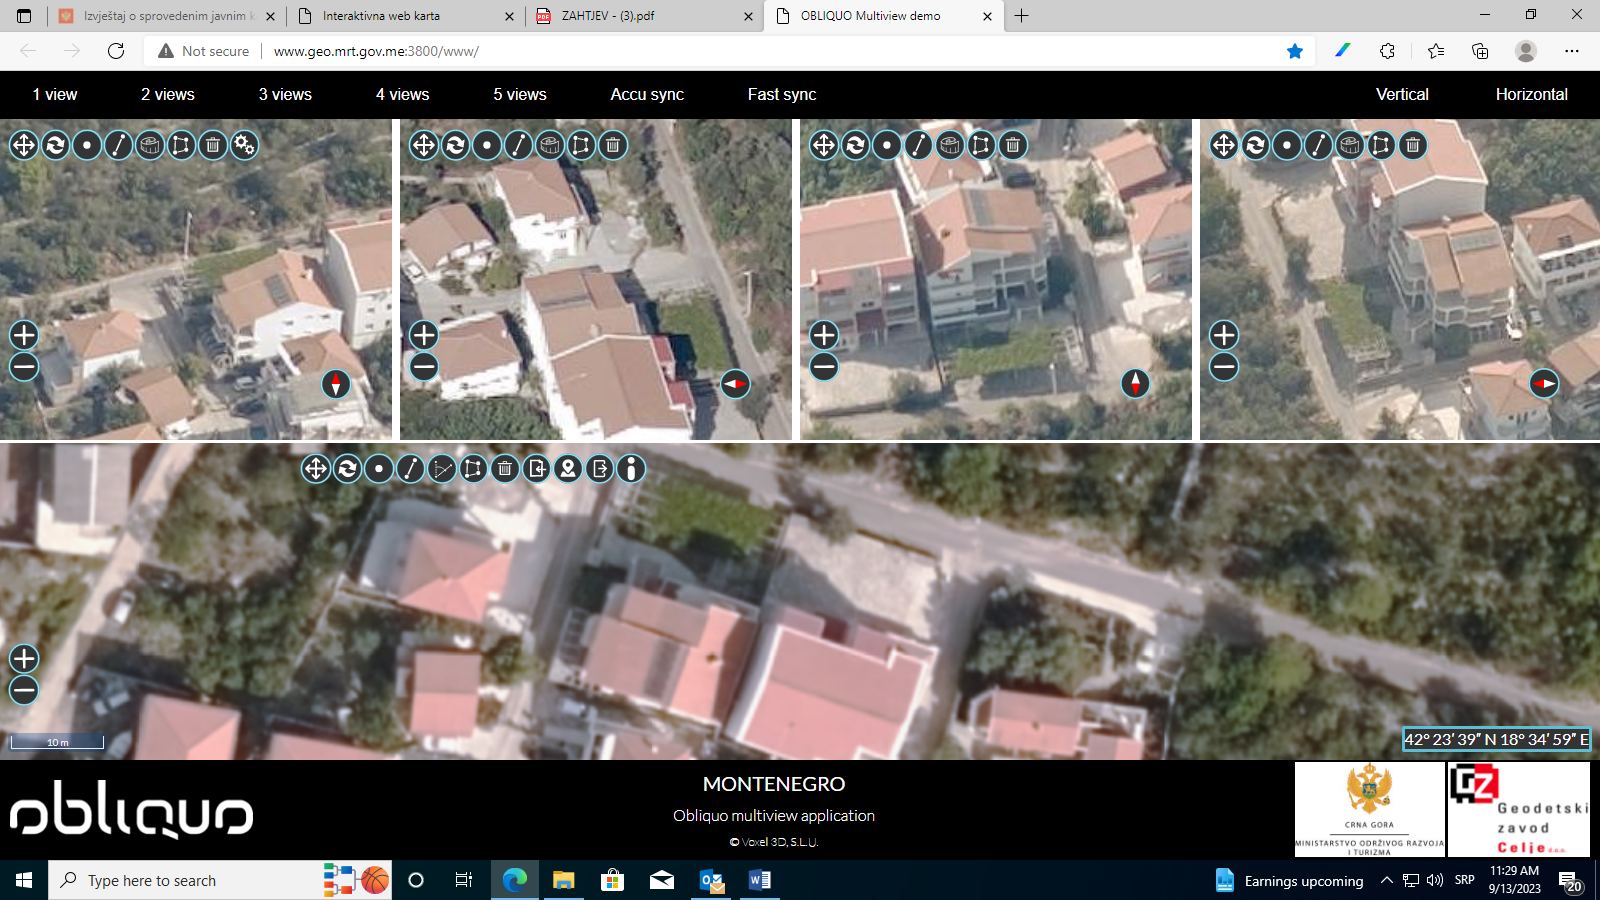 Izvještaj o sprovedenim javnim k
Interaktivna web karta
ZAHTJEV - (3).pdf
OBLIQUO Multiview demo
Not secure
www.geo.mrt.gov.me:3800/www/
1 view
2 views
3 views
4 views
5 views
Accu sync
Fast sync
Vertical
Horizontal
10 m
42° 23′ 39″ N 18° 34′ 59″ E
obliquo
MONTENEGRO
Obliquo multiview application
© Voxel 3D, S.L.U.
CRNA GORA
MINISTARSTVO ODRŽIVOG RAZVOJA
I TURIZMA
GZ
Geodetski
zavod
Celje d.o.o.
Type here to search
Earnings upcoming
SRP
11:29 AM
9/13/2023
20